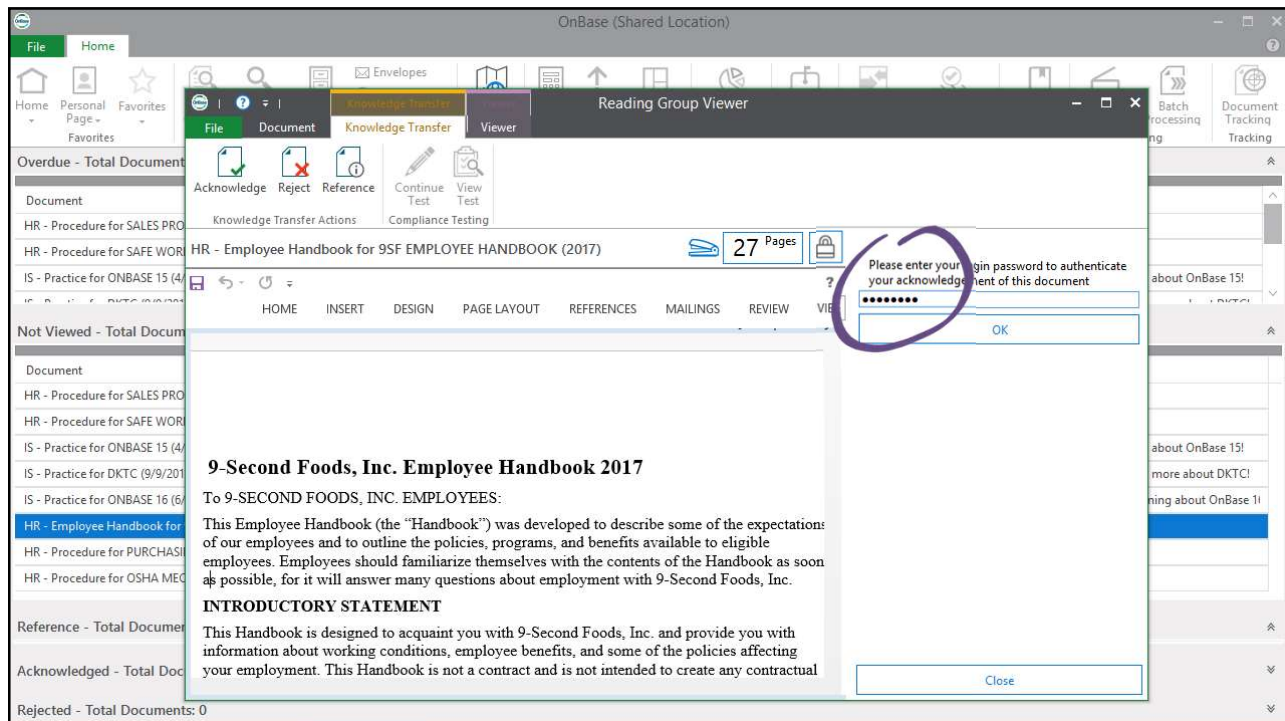 OnBase (Shared Location)
File Home
Envelopes
Home Personal Page Favorites
Favorites
Batch Processing Document Tracking
Tracking
Reading Group Viewer
Knowledge Transfer Viewer
File Document Knowledge Transfer Viewer
Acknowledge Reject Reference Continue Test View Test
Knowledge Transfer Actions Compliance Testing
HR - Employee Handbook for 9SF EMPLOYEE HANDBOOK (2017)
27 Pages
HOME INSERT DESIGN PAGE LAYOUT REFERENCES MAILINGS REVIEW
9-Second Foods, Inc. Employee Handbook 2017
To 9-SECOND FOODS, INC. EMPLOYEES:
This Employee Handbook (the “Handbook”) was developed to describe some of the expectations
of our employees and to outline the policies, programs, and benefits available to eligible
employees. Employees should familiarize themselves with the contents of the Handbook as soon
as possible, for it will answer many questions about employment with 9-Second Foods, Inc.
INTRODUCTORY STATEMENT
This Handbook is designed to acquaint you with 9-Second Foods, Inc. and provide you with
information about working conditions, employee benefits, and some of the policies affecting
your employment. This Handbook is not a contract and is not intended to create any contractual
Please enter your login password to authenticate
your acknowledgement of this document
OK
Close
Overdue - Total Document
Document
HR - Procedure for SALES PRO
HR - Procedure for SAFE WOR
IS - Practice for ONBASE 15 (4/
about OnBase 15!
Not Viewed - Total Docum
Document
HR - Procedure for SALES PRO
HR - Procedure for SAFE WOR
IS - Practice for ONBASE 15 (4/
about OnBase 15!
IS - Practice for DKTC (9/9/201
more about DKTC!
IS - Practice for ONBASE 16 (6/
ning about OnBase 1
HR - Employee Handbook for
HR - Procedure for PURCHASI
HR - Procedure for OSHA MEC
Reference - Total Documen
Acknowledged - Total Doc
Rejected - Total Documents: 0